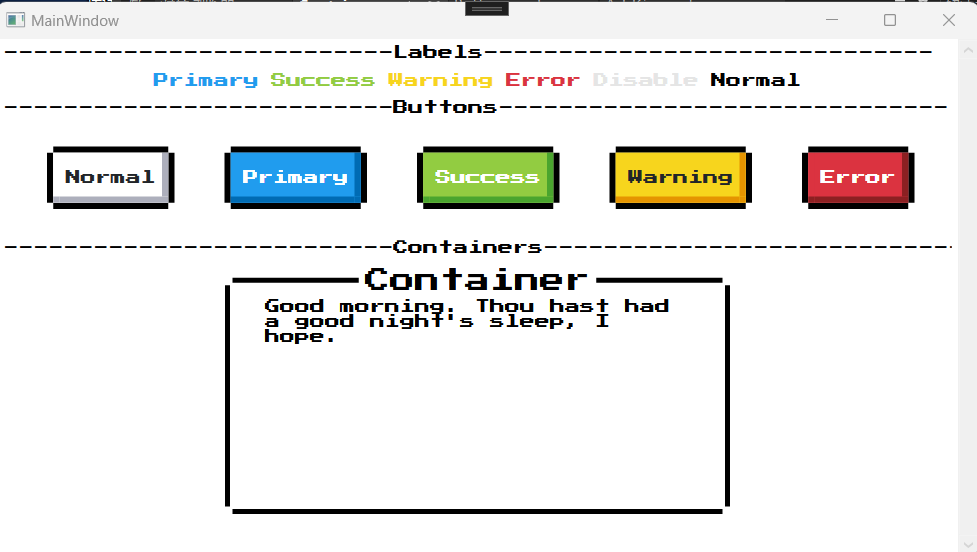 MainWindow
--------------------------Labels------------------------------
Primary Success Warning Error Disable Normal
--------------------------Buttons------------------------------
Normal Primary Success Warning Error
--------------------------Containers----------------------------
Container
Good morning. Thou hast had
a good night's sleep, I
hope.